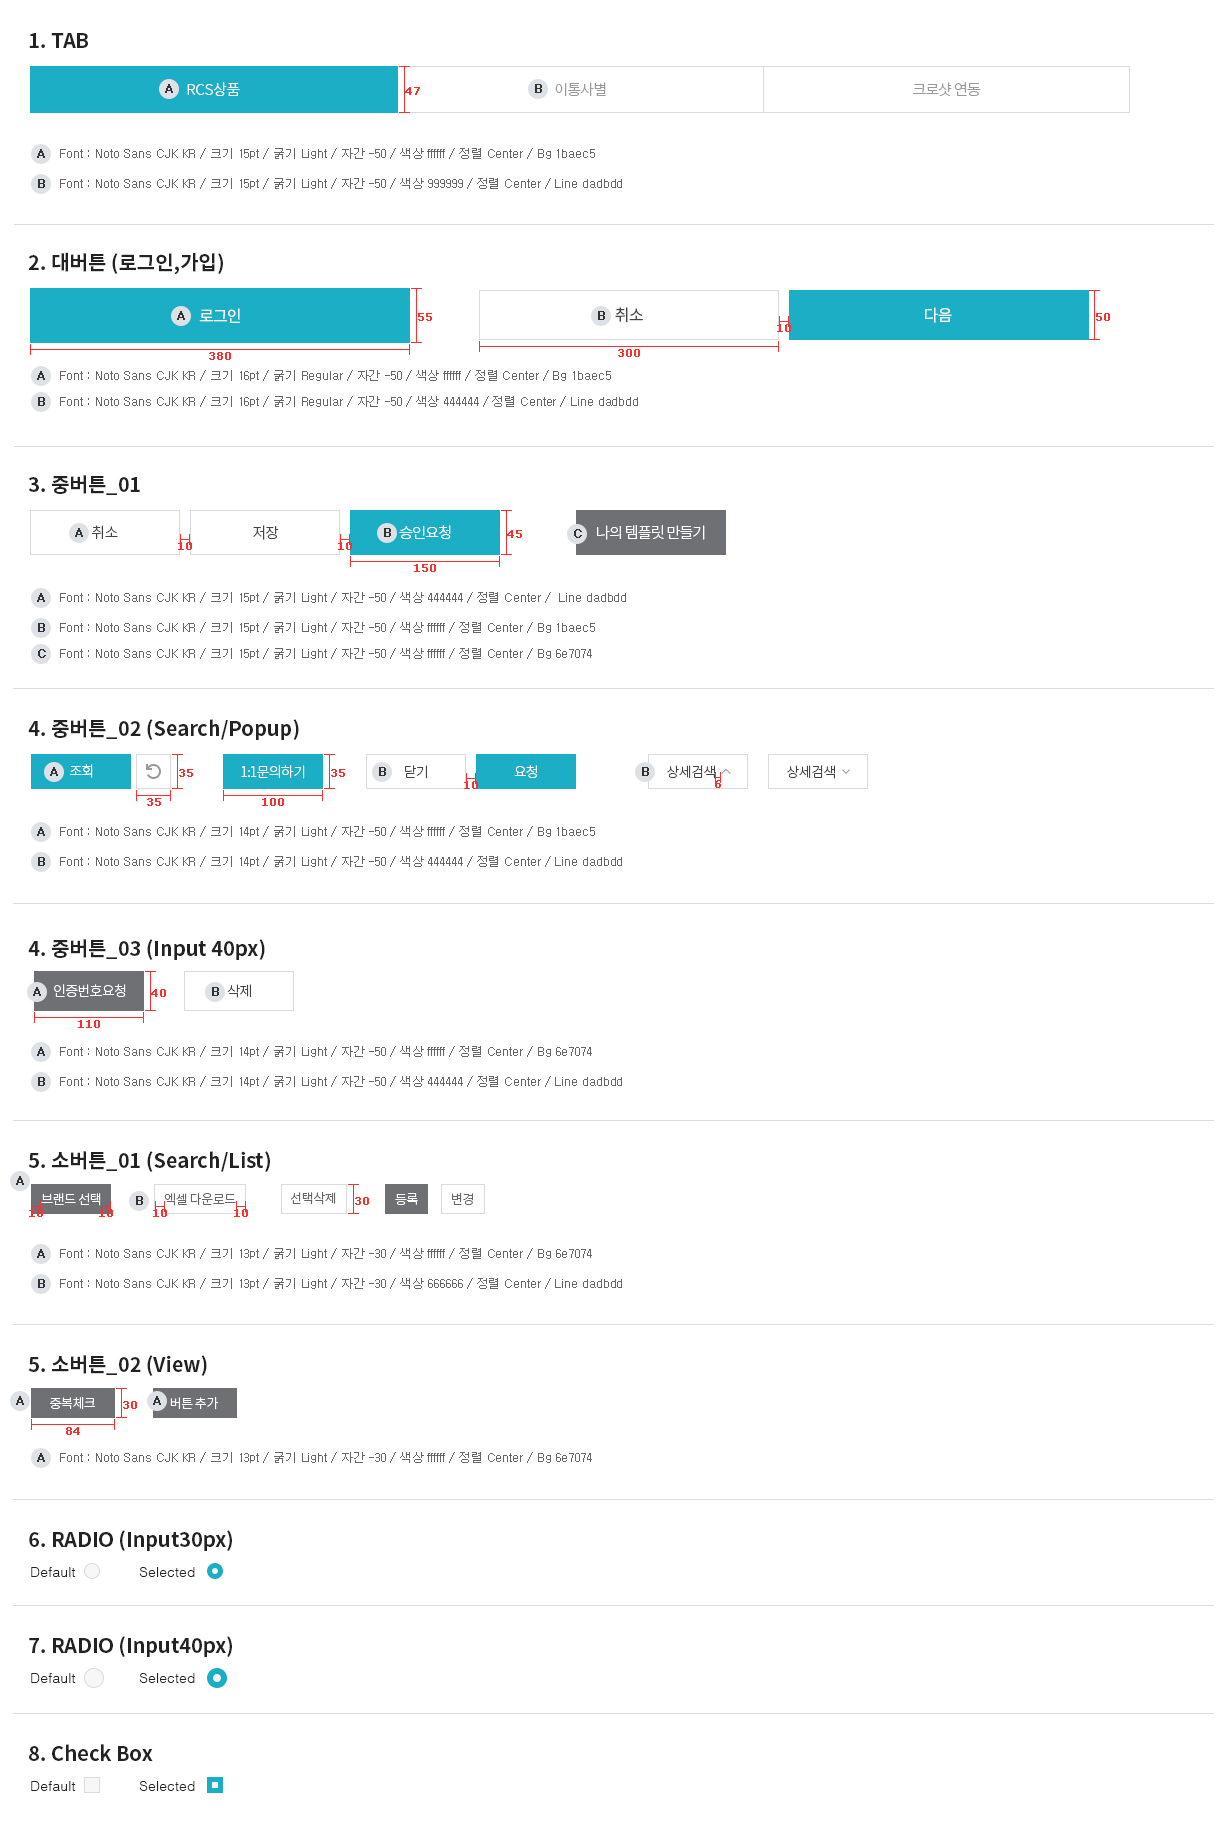 1. TAB
A RCS상품 47 B 이통사별 크로샷 연동
A Font : Noto Sans CJK KR / 크기 15pt / 굵기 Light / 자간 -50 / 색상 ffffff / 정렬 Center / Bg 1baec5
B Font : Noto Sans CJK KR / 크기 15pt / 굵기 Light / 자간 -50 / 색상 999999 / 정렬 Center / Line dadbdd
2. 대버튼 (로그인,가입)
A 로그인 55 B 취소 10 다음 50
380 300
A Font : Noto Sans CJK KR / 크기 16pt / 굵기 Regular / 자간 -50 / 색상 ffffff / 정렬 Center / Bg 1baec5
B Font : Noto Sans CJK KR / 크기 16pt / 굵기 Regular / 자간 -50 / 색상 444444 / 정렬 Center / Line dadbdd
3. 중버튼_01
A 취소 10 저장 10 B 승인요청 45 C 나의 템플릿 만들기
150
A Font : Noto Sans CJK KR / 크기 15pt / 굵기 Light / 자간 -50 / 색상 444444 / 정렬 Center / Line dadbdd
B Font : Noto Sans CJK KR / 크기 15pt / 굵기 Light / 자간 -50 / 색상 ffffff / 정렬 Center / Bg 1baec5
C Font : Noto Sans CJK KR / 크기 15pt / 굵기 Light / 자간 -50 / 색상 ffffff / 정렬 Center / Bg 6e7074
4. 중버튼_02 (Search/Popup)
A 조회 35 1:1문의하기 35 B 닫기 10 요청 B 상세검색 6 상세검색
35 100
A Font : Noto Sans CJK KR / 크기 14pt / 굵기 Light / 자간 -50 / 색상 ffffff / 정렬 Center / Bg 1baec5
B Font : Noto Sans CJK KR / 크기 14pt / 굵기 Light / 자간 -50 / 색상 444444 / 정렬 Center / Line dadbdd
4. 중버튼_03 (Input 40px)
A 인증번호요청 40 B 삭제
110
A Font : Noto Sans CJK KR / 크기 14pt / 굵기 Light / 자간 -50 / 색상 ffffff / 정렬 Center / Bg 6e7074
B Font : Noto Sans CJK KR / 크기 14pt / 굵기 Light / 자간 -50 / 색상 444444 / 정렬 Center / Line dadbdd
5. 소버튼_01 (Search/List)
A 브랜드 선택 B 엑셀 다운로드 선택삭제 30 등록 변경
10 10 10 10
A Font : Noto Sans CJK KR / 크기 13pt / 굵기 Light / 자간 -30 / 색상 ffffff / 정렬 Center / Bg 6e7074
B Font : Noto Sans CJK KR / 크기 13pt / 굵기 Light / 자간 -30 / 색상 666666 / 정렬 Center / Line dadbdd
5. 소버튼_02 (View)
A 중복체크 30 A 버튼 추가
84
A Font : Noto Sans CJK KR / 크기 13pt / 굵기 Light / 자간 -30 / 색상 ffffff / 정렬 Center / Bg 6e7074
6. RADIO (Input30px)
Default Selected
7. RADIO (Input40px)
Default Selected
8. Check Box
Default Selected